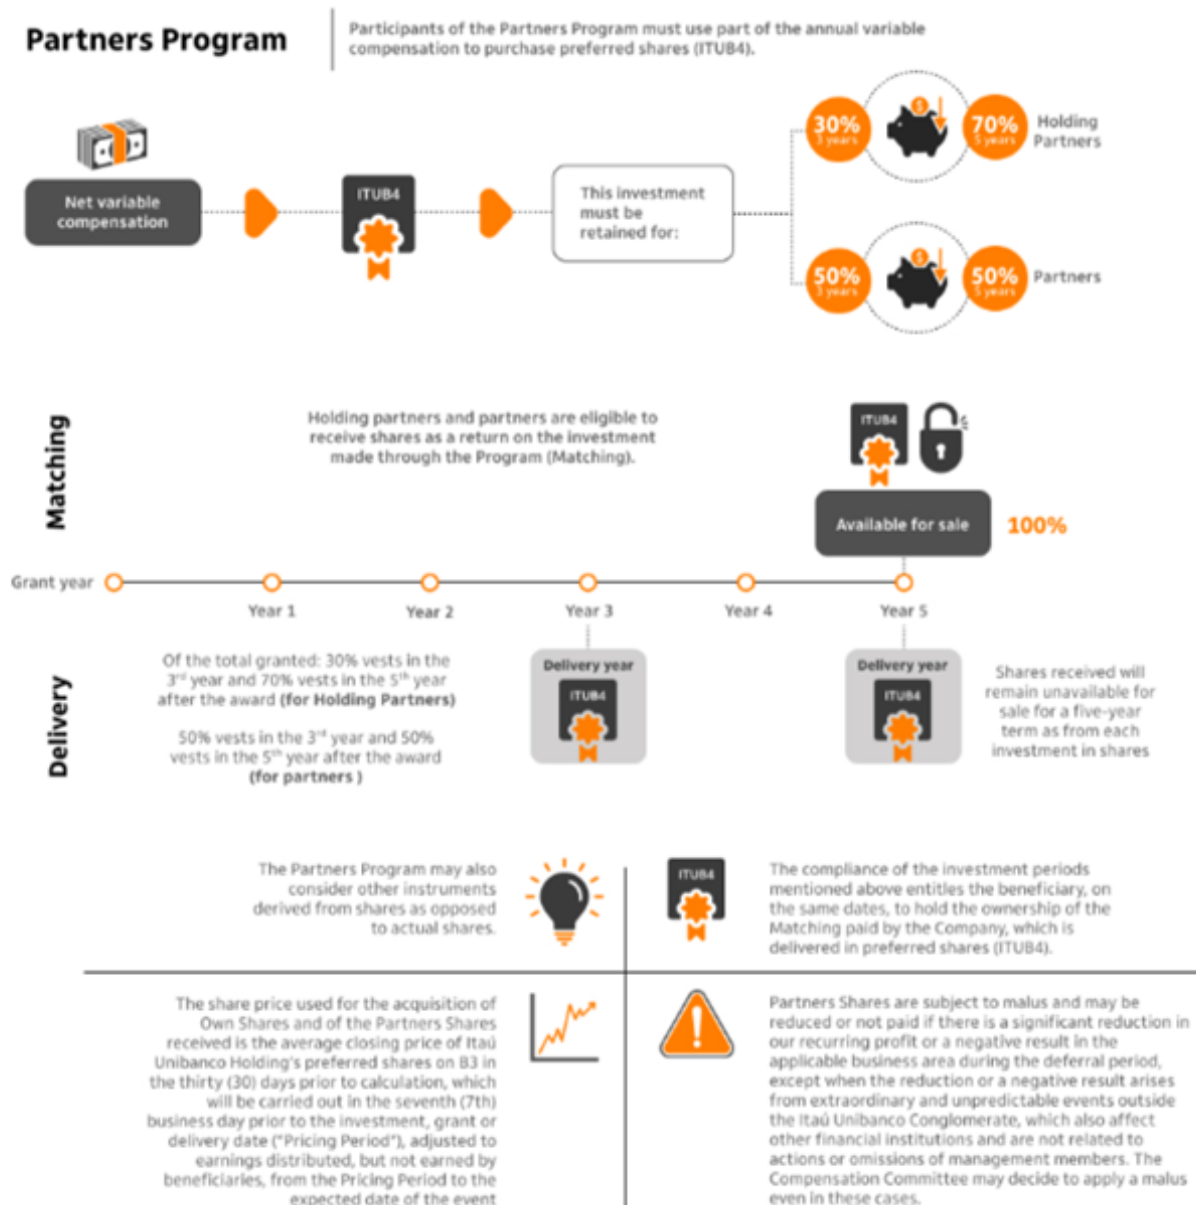 Partners Program
Participants of the Partners Program must use part of the annual variable
compensation to purchase preferred shares (ITUB4).
Net variable
compensation
ITUB4
This investment
must be
retained for:
30%
3 years
70%
5 years
Holding
Partners
50%
3 years
50%
5 years
Partners
Matching
Holding partners and partners are eligible to
receive shares as a return on the investment
made through the Program (Matching).
ITUB4
Available for sale
100%
Grant year
Year 1
Year 2
Year 3
Year 4
Year 5
Delivery
Of the total granted: 30% vests in the
3rd year and 70% vests in the 5th year
after the award (for Holding Partners)
50% vests in the 3rd year and 50%
vests in the 5th year after the award
(for partners )
Delivery year
ITUB4
Delivery year
ITUB4
Shares received will
remain unavailable for
sale for a five-year
term as from each
investment in shares
The Partners Program may also
consider other instruments
derived from shares as opposed
to actual shares.
ITUB4
The compliance of the investment periods
mentioned above entitles the beneficiary, on
the same dates, to hold the ownership of the
Matching paid by the Company, which is
delivered in preferred shares (ITUB4).
The share price used for the acquisition of
Own Shares and of the Partners Shares
received is the average closing price of Itaú
Unibanco Holding's preferred shares on B3 in
the thirty (30) days prior to calculation, which
will be carried out in the seventh (7th)
business day prior to the investment, grant or
delivery date ("Pricing Period"), adjusted to
earnings distributed, but not earned by
beneficiaries, from the Pricing Period to the
expected date of the event
Partners Shares are subject to malus and may be
reduced or not paid if there is a significant reduction in
our recurring profit or a negative result in the
applicable business area during the deferral period,
except when the reduction or a negative result arises
from extraordinary and unpredictable events outside
the Itaú Unibanco Conglomerate, which also affect
other financial institutions and are not related to
actions or omissions of management members. The
Compensation Committee may decide to apply a malus
even in these cases.